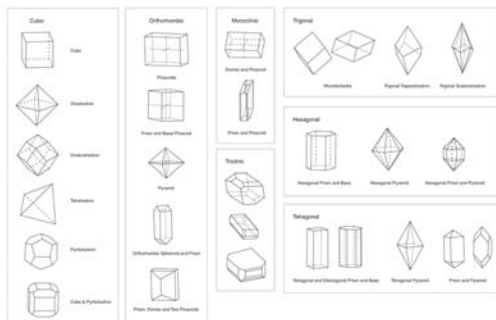 Cubic
Cube
Octahedron
Dodecahedron
Tetrahedron
Pyritohedron
Cube & Pyritohedron
Orthorhombic
Pinacoids
Prism and Basal Pinacoid
Pyramid
Orthorhombic Sphenoid and Prism
Prism, Domes and Two Pinacoids
Monoclinic
Domes and Pinacoid
Prism and Pinacoid
Triclinic
Trigonal
Rhombohedra
Trigonal Trapezohedron
Trigonal Scalenohedron
Hexagonal
Hexagonal Prism and Base
Hexagonal Pyramid
Hexagonal Prism and Pyramid
Tetragonal
Tetragonal and Ditetragonal Prism and Base
Tetragonal Pyramid
Prism and Pyramid